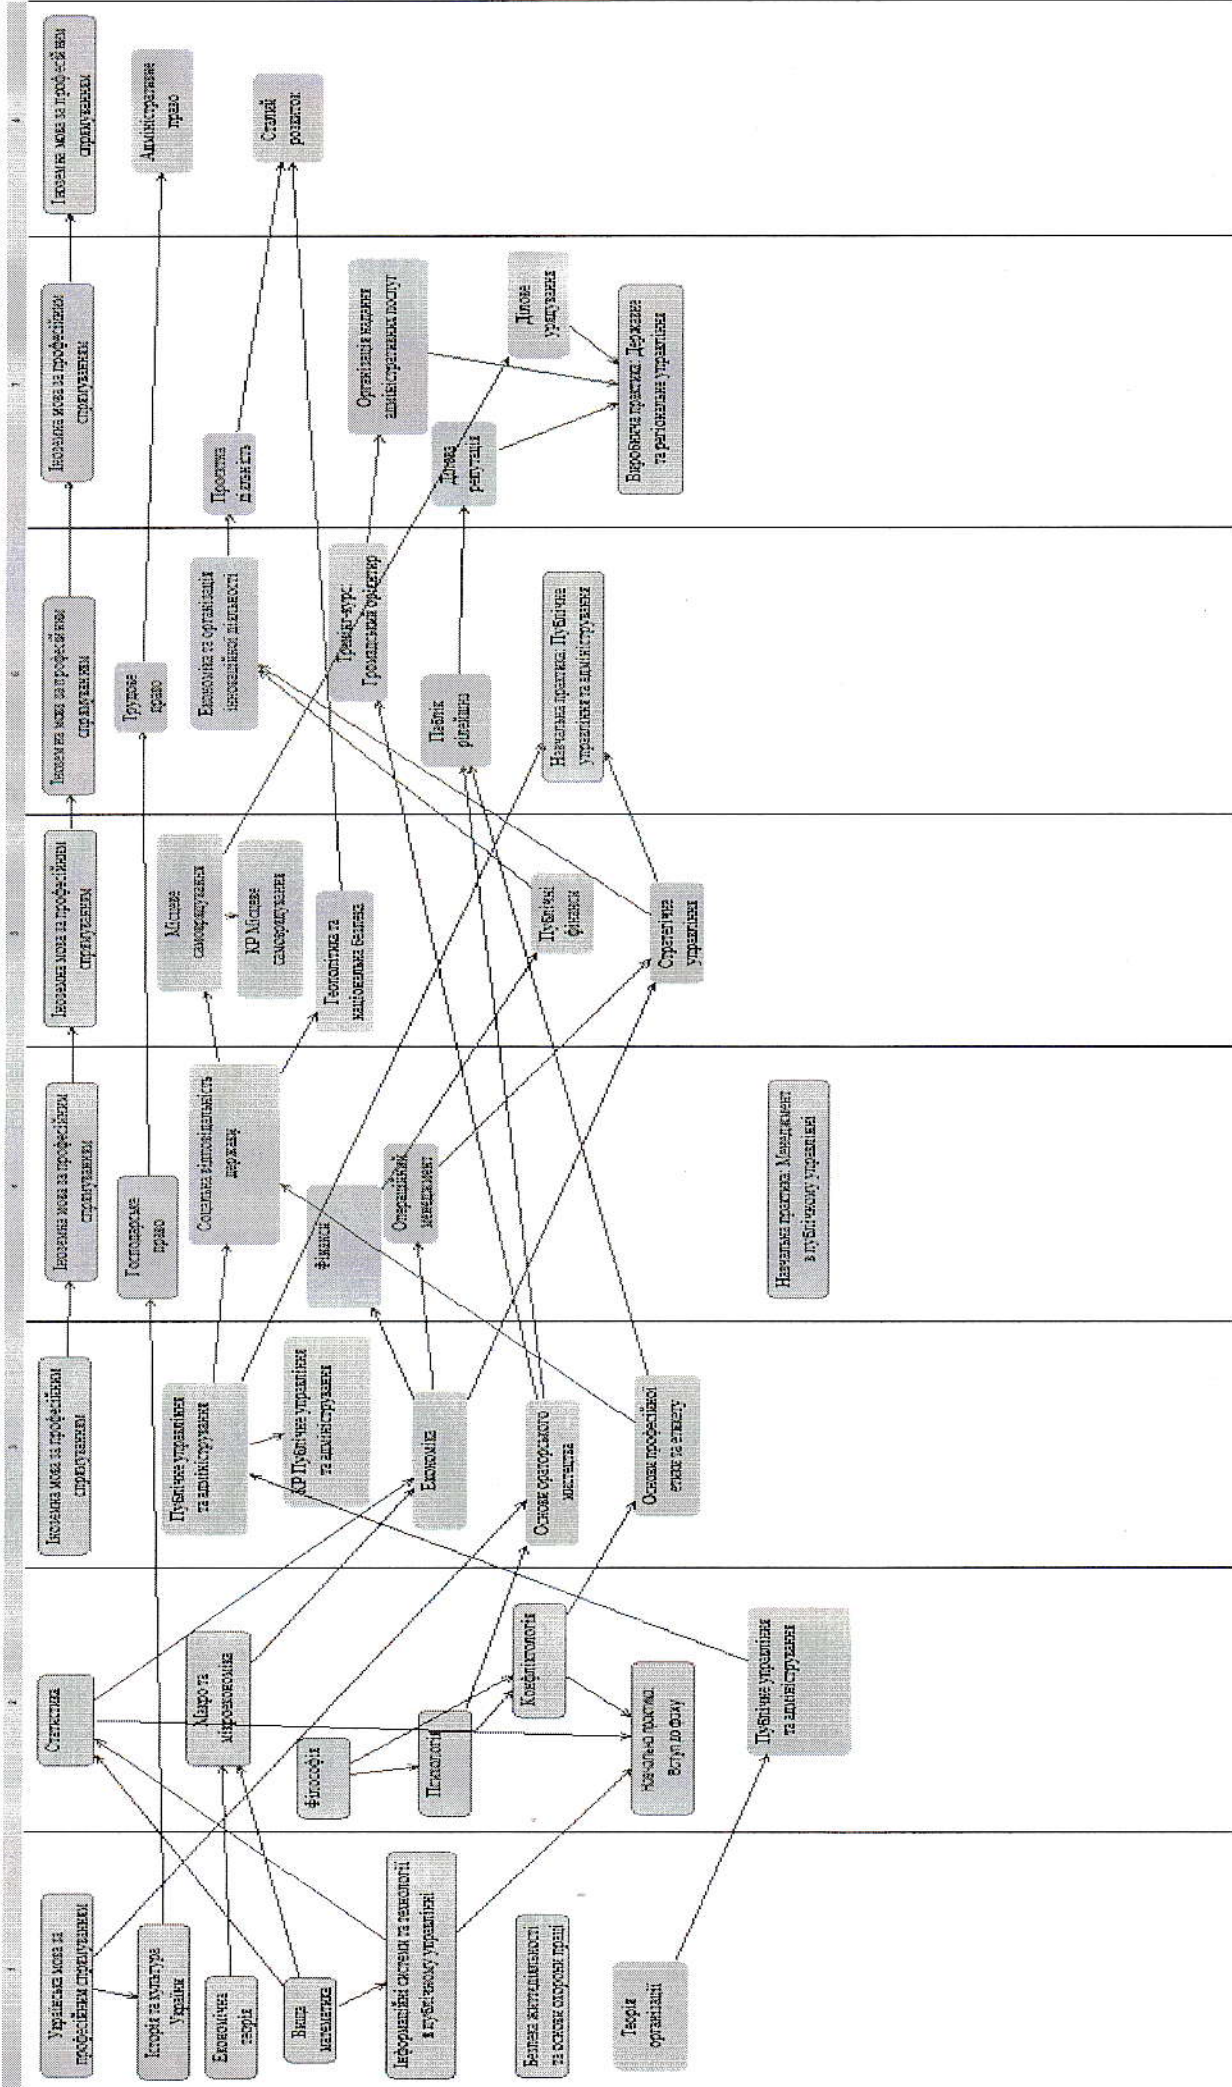 1
2
3
4
5
6
7
8
Українська мова за
професійним спрямуванням
Історія та культура
України
Економічна
теорія
Вища
математика
Інформаційні системи та технології
в публічному управлінні
Безпека життєдіяльності
та основи охорони праці
Теорія
організації
Статистика
Макро та
мікроекономіка
Філософія
Психологія
Конфліктологія
Навчальна практика:
Вступ до фаху
Публічне управління
та адміністрування
Іноземна мова за професійним
спрямуванням
Публічне управління
та адміністрування
КР Публічне управління
та адміністрування
Економіка
Основи ораторського
мистецтва
Основи професійної
етики та етикету
Іноземна мова за професійним
спрямуванням
Господарське
право
Соціальна відповідальність
держави
Фінанси
Операційний
менеджмент
Навчальна практика: Менеджмент
в публічному управлінні
Іноземна мова за професійним
спрямуванням
Місцеве
самоврядування
КР Місцеве
самоврядування
Геополітика та
національна безпека
Публічні
фінанси
Стратегічне
управління
Іноземна мова за професійним
спрямуванням
Трудове
право
Економіка та організація
інноваційної діяльності
Тренінг-курс:
Громадський орієнтир
Паблік
рілейшнз
Навчальна практика: Публічне
управління та адміністрування
Іноземна мова за професійним
спрямуванням
Проєктна
діяльність
Організація надання
адміністративних послуг
Ділова
репутація
Ділове
урядування
Виробнича практика: Державне
та регіональне управління
Іноземна мова за професійним
спрямуванням
Адміністративне
право
Сталий
розвиток